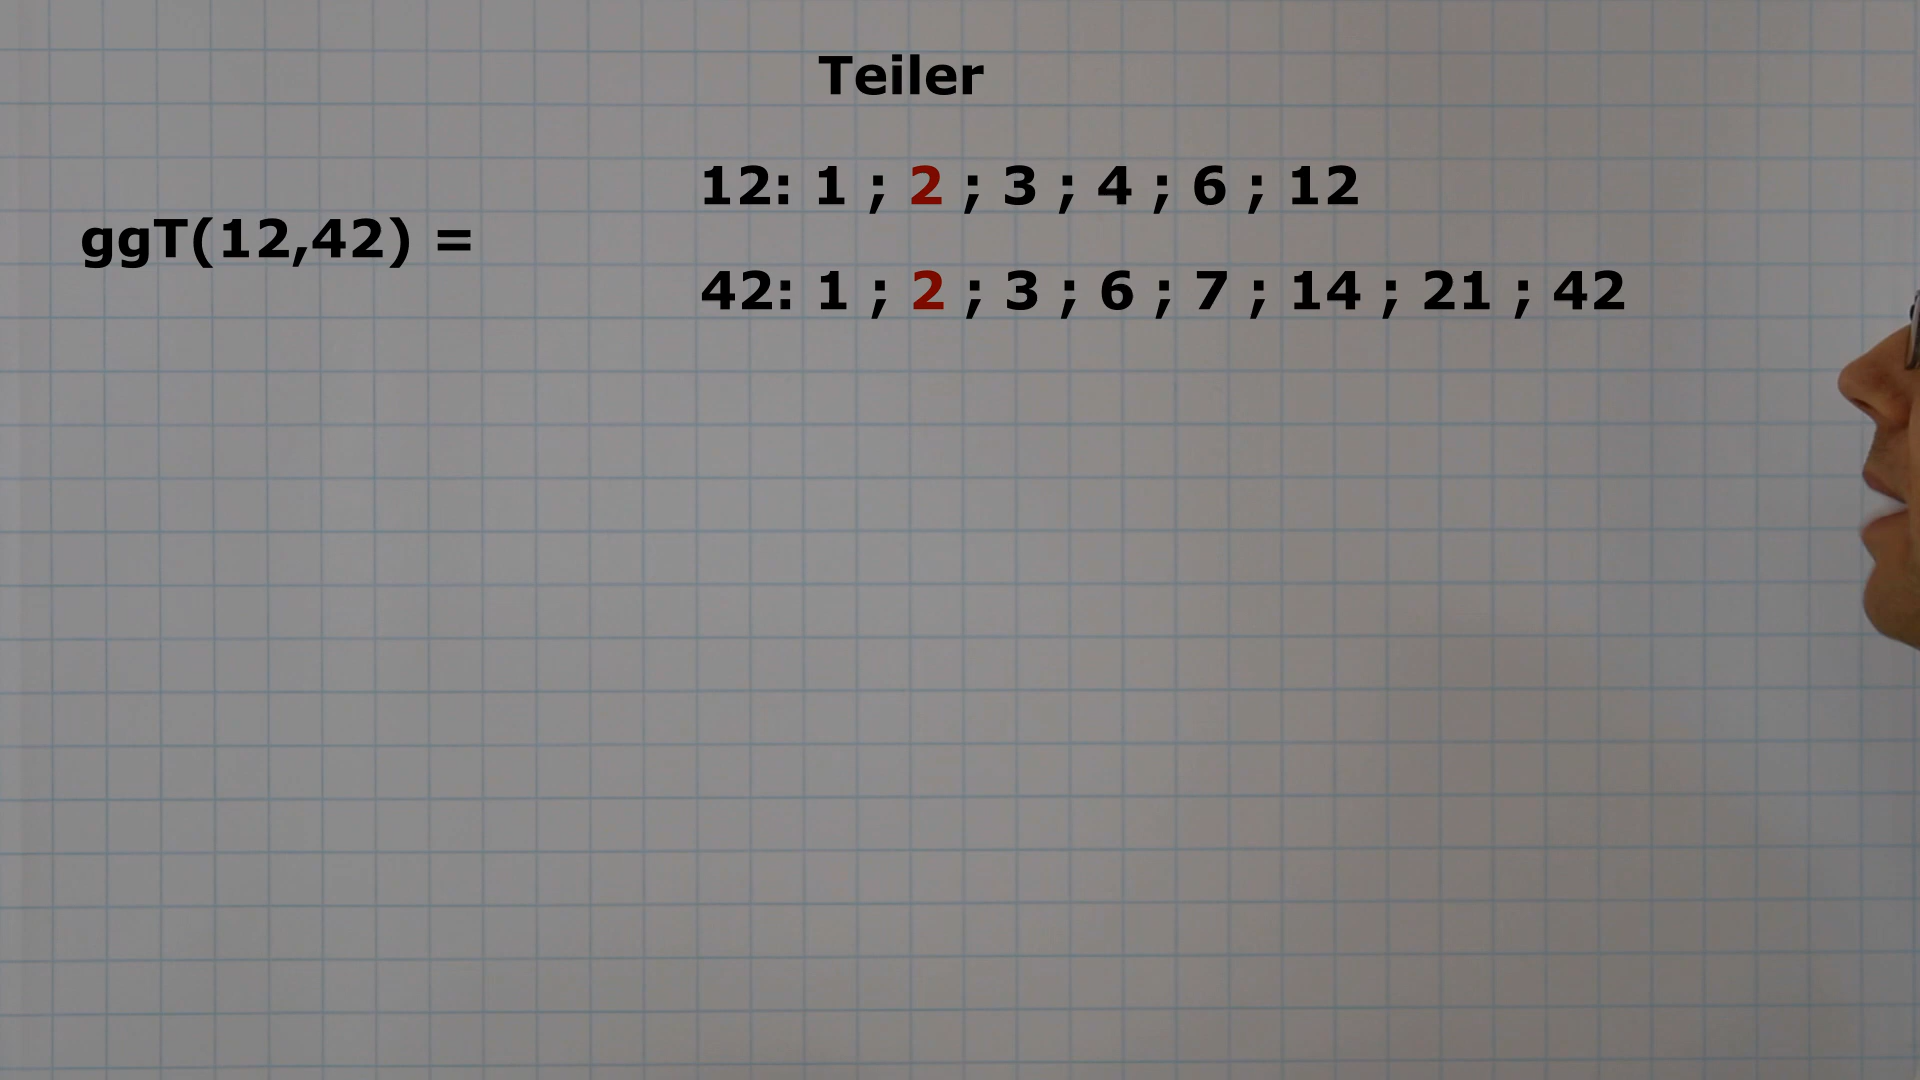 Teiler
12: 1 ; 2 ; 3 ; 4 ; 6 ; 12
ggT(12,42) =
42: 1 ; 2 ; 3 ; 6 ; 7 ; 14 ; 21 ; 42